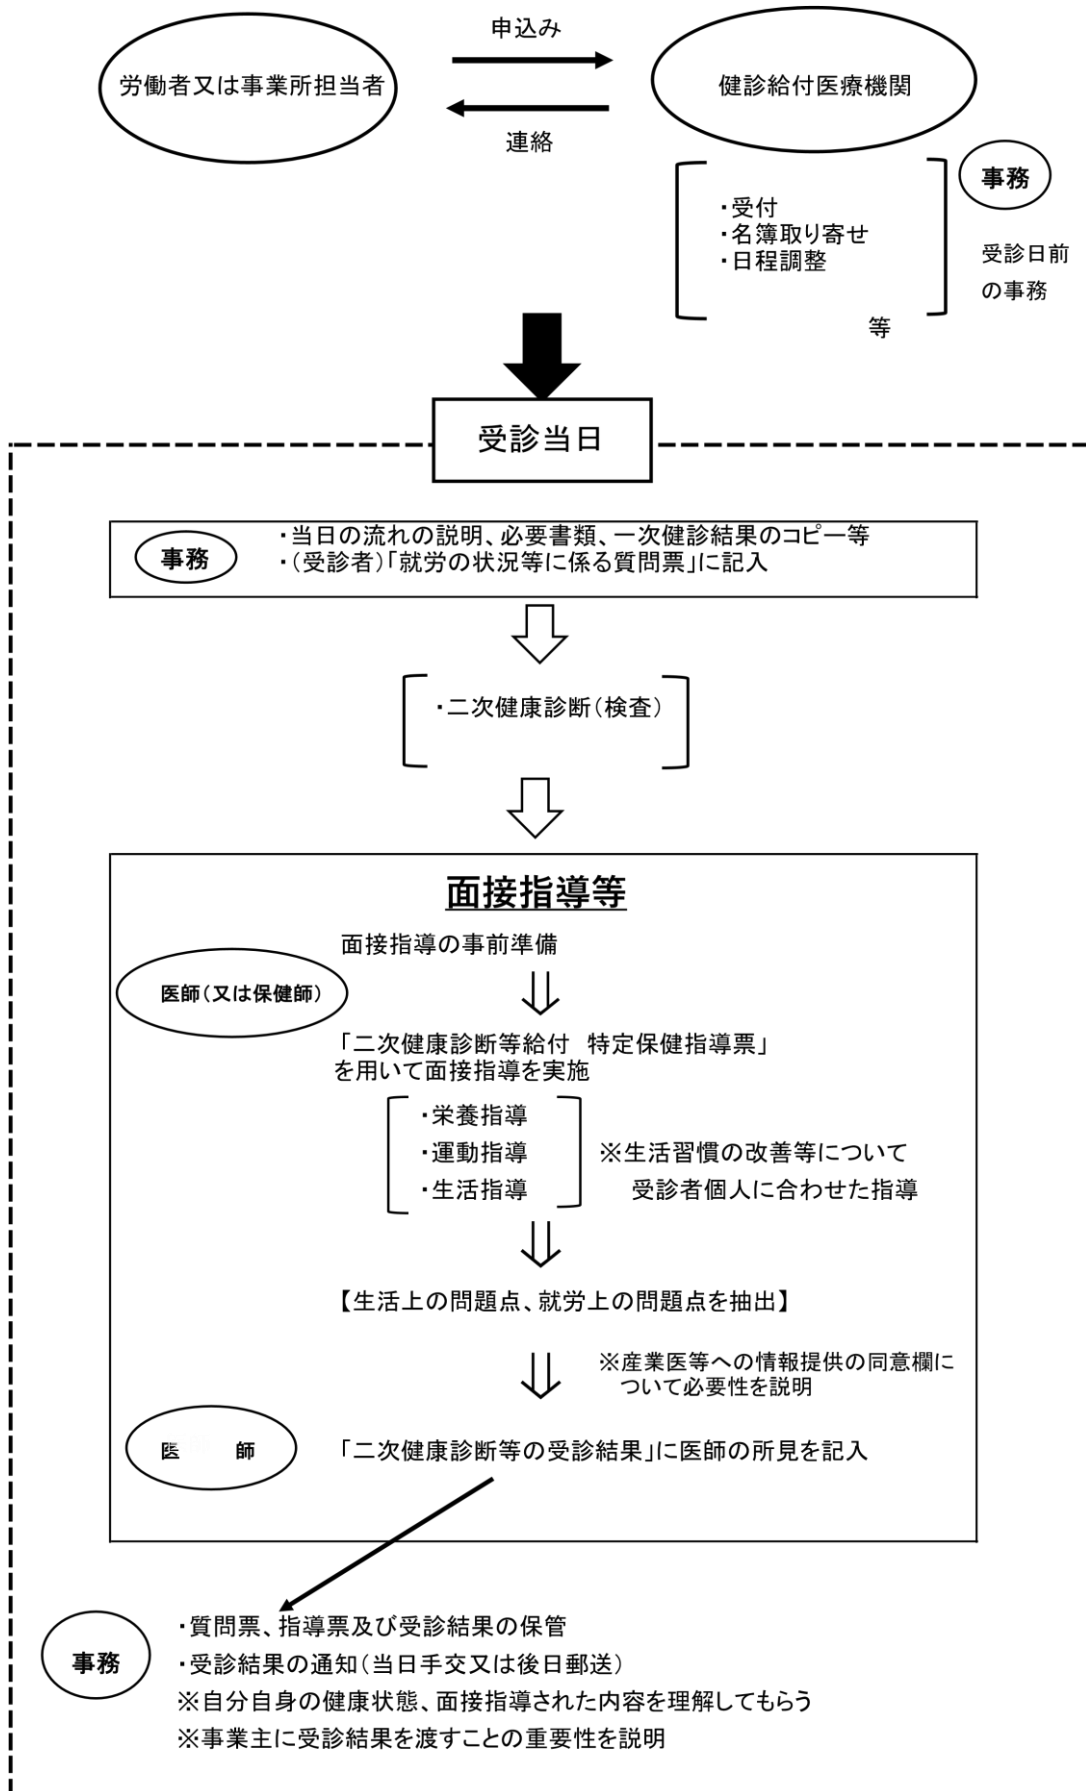 申込み
労働者又は事業所担当者
健診給付医療機関
連絡
事務
・受付
・名簿取り寄せ
・日程調整
等
受診日前
の事務
受診当日
事務
・当日の流れの説明、必要書類、一次健診結果のコピー等
・（受診者）「就労の状況等に係る質問票」に記入
・二次健康診断（検査）
面接指導等
面接指導の事前準備
医師（又は保健師）
「二次健康診断等給付　特定保健指導票」
を用いて面接指導を実施
・栄養指導
・運動指導
・生活指導
※生活習慣の改善等について
受診者個人に合わせた指導
【生活上の問題点、就労上の問題点を抽出】
※産業医等への情報提供の同意欄に
ついて必要性を説明
医　　師
「二次健康診断等の受診結果」に医師の所見を記入
事務
・質問票、指導票及び受診結果の保管
・受診結果の通知（当日手交又は後日郵送）
※自分自身の健康状態、面接指導された内容を理解してもらう
※事業主に受診結果を渡すことの重要性を説明